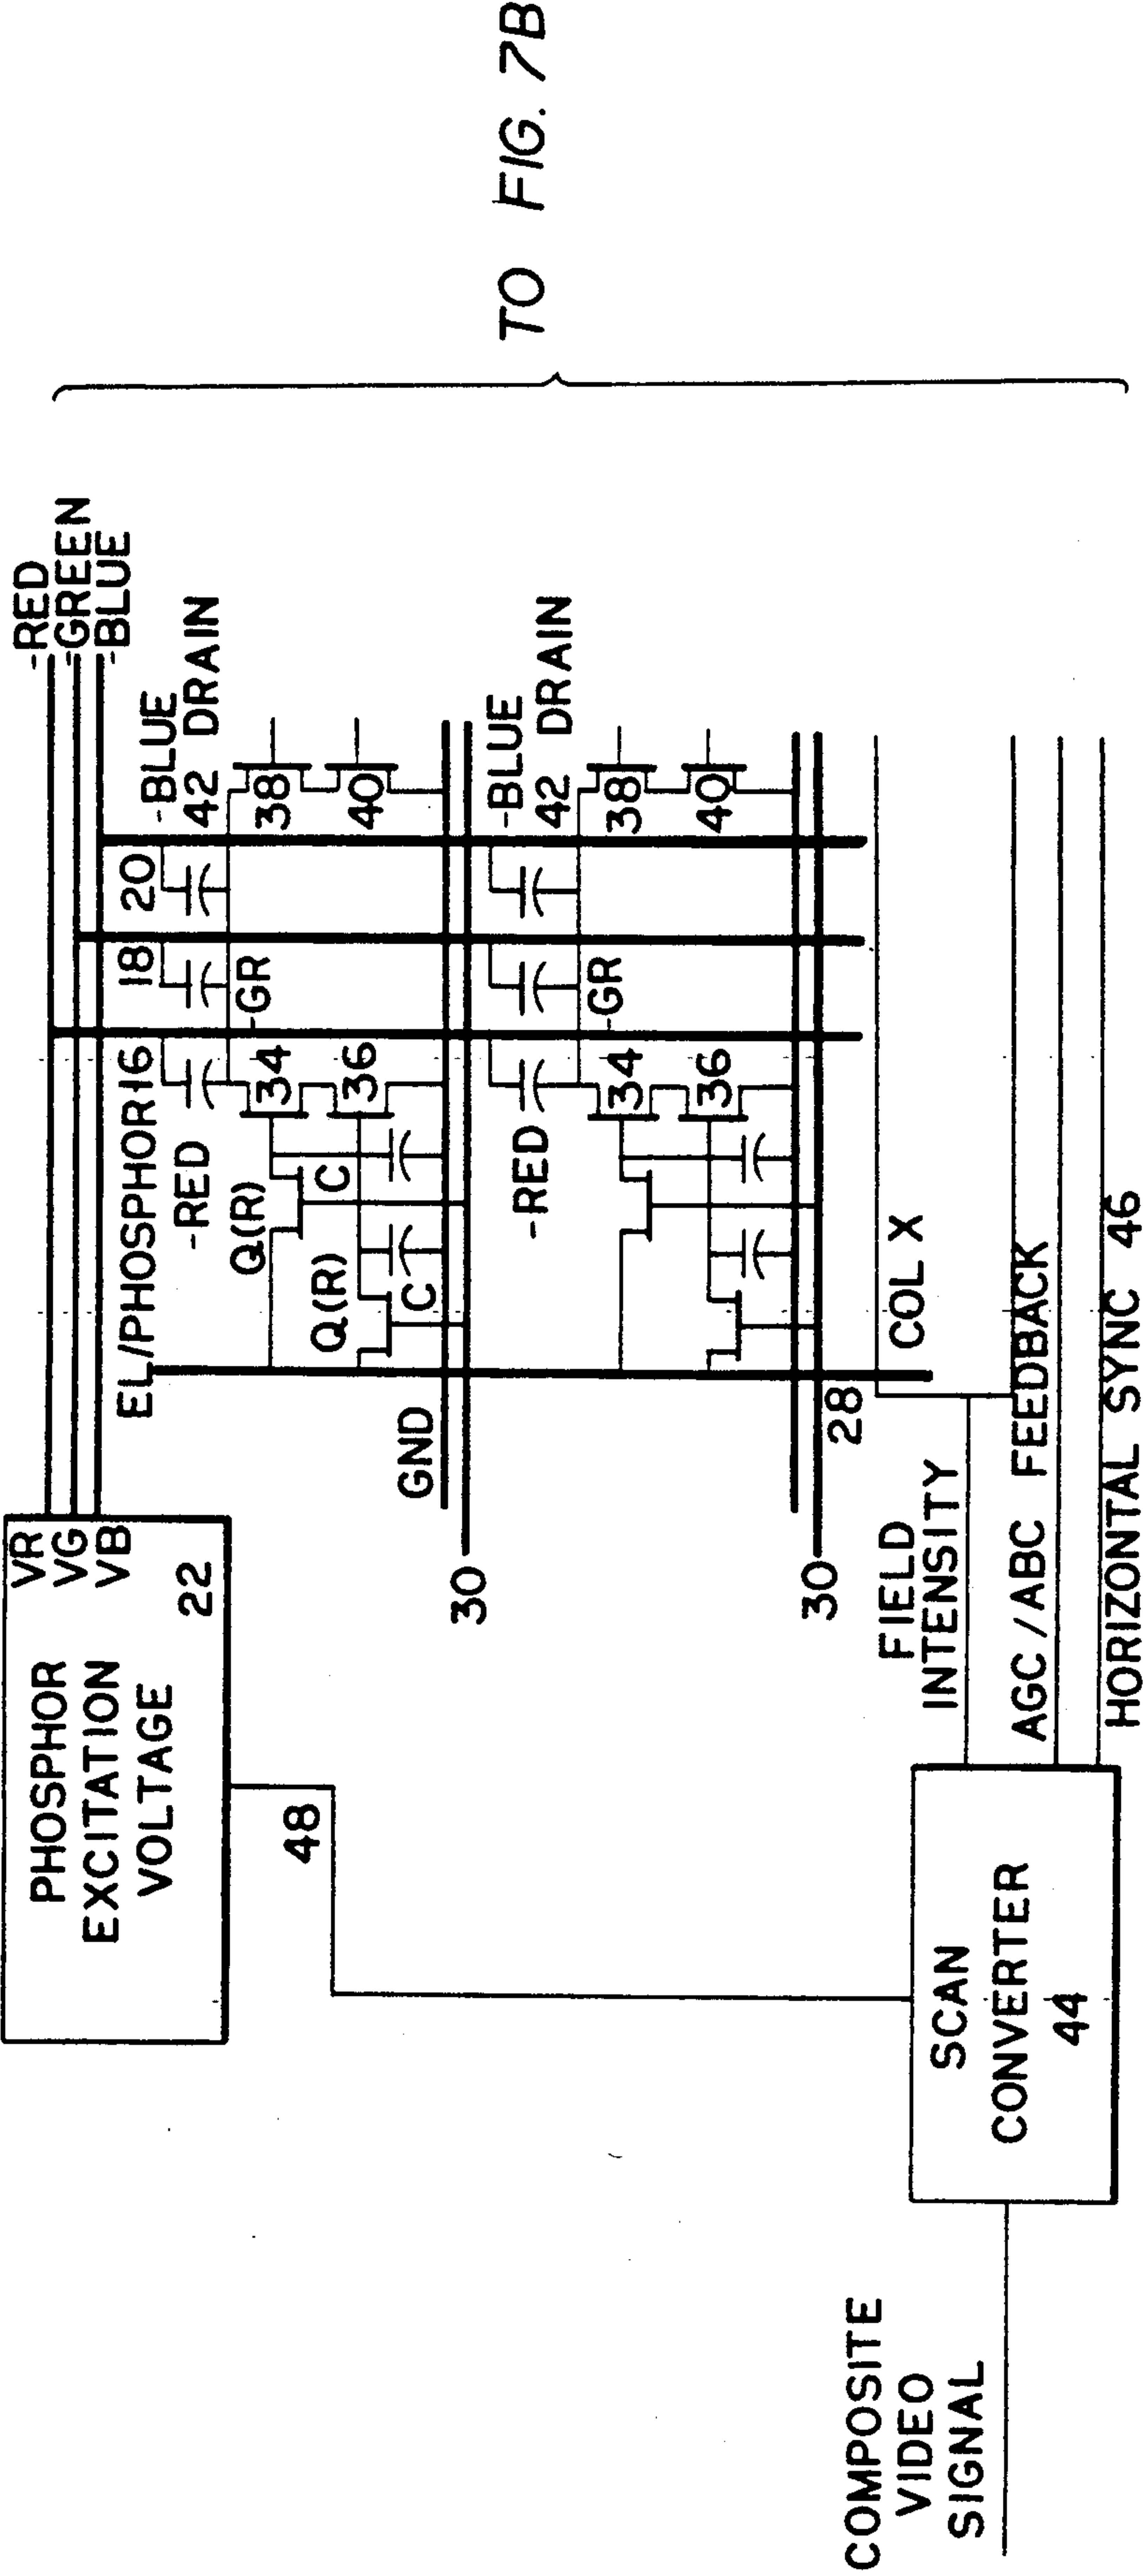 PHOSPHOR
EXCITATION
VOLTAGE
22
VR
VG
VB
-RED
-GREEN
-BLUE
48
EL/PHOSPHOR
16
18
20
-BLUE
42 DRAIN
-RED
Q(R)
C
34
-GR
38
Q(R)
C
36
40
GND
30
-BLUE
42 DRAIN
-RED
34
-GR
38
36
40
30
28
COL X
FIELD
INTENSITY
AGC/ABC FEEDBACK
HORIZONTAL SYNC 46
SCAN
CONVERTER
44
COMPOSITE
VIDEO
SIGNAL
TO FIG. 7B